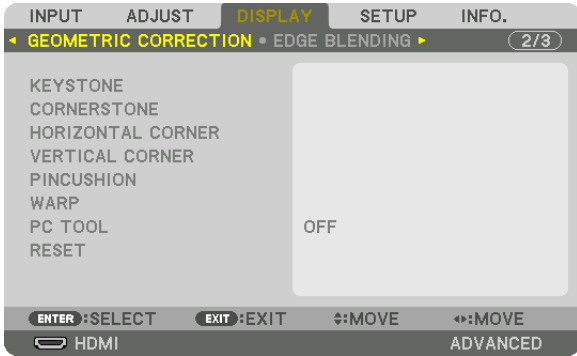 INPUT ADJUST DISPLAY SETUP INFO.
GEOMETRIC CORRECTION • EDGE BLENDING 2/3
KEYSTONE
CORNERSTONE
HORIZONTAL CORNER
VERTICAL CORNER
PINCUSHION
WARP
PC TOOL OFF
RESET
ENTER :SELECT EXIT :EXIT :MOVE :MOVE
HDMI ADVANCED